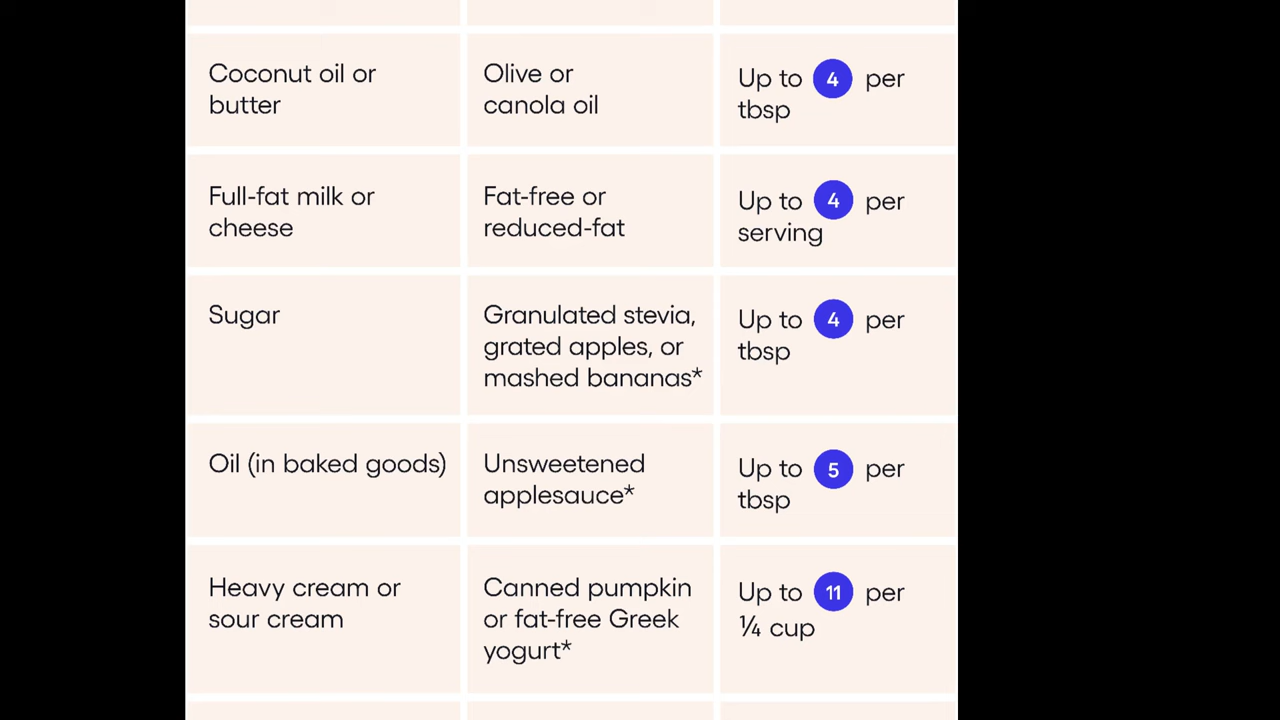 Coconut oil or
butter
Olive or
canola oil
Up to 4 per
tbsp
Full-fat milk or
cheese
Fat-free or
reduced-fat
Up to 4 per
serving
Sugar
Granulated stevia,
grated apples, or
mashed bananas*
Up to 4 per
tbsp
Oil (in baked goods)
Unsweetened
applesauce*
Up to 5 per
tbsp
Heavy cream or
sour cream
Canned pumpkin
or fat-free Greek
yogurt*
Up to 11 per
¼ cup